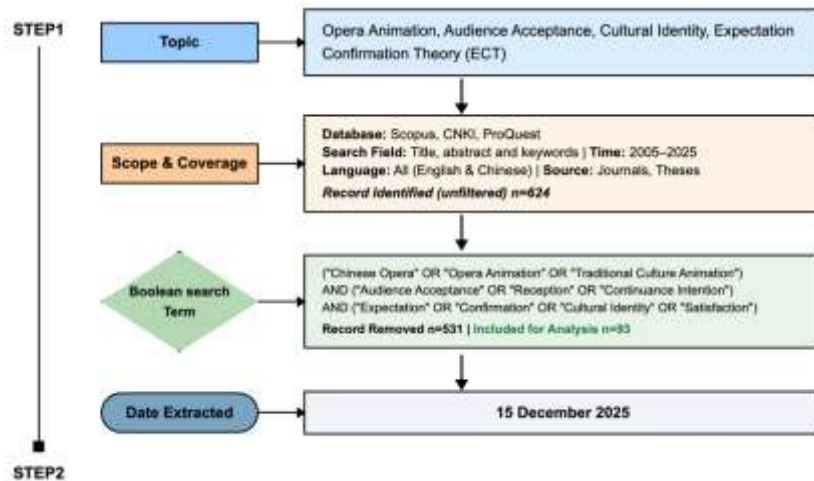 STEP1
Topic
Opera Animation, Audience Acceptance, Cultural Identity, Expectation
Confirmation Theory (ECT)
Scope & Coverage
Database: Scopus, CNKI, ProQuest
Search Field: Title, abstract and keywords | Time: 2005–2025
Language: All (English & Chinese) | Source: Journals, Theses
Record Identified (unfiltered) n=624
Boolean search
Term
("Chinese Opera" OR "Opera Animation" OR "Traditional Culture Animation")
AND ("Audience Acceptance" OR "Reception" OR "Continuance Intention")
AND ("Expectation" OR "Confirmation" OR "Cultural Identity" OR "Satisfaction")
Record Removed n=531 | Included for Analysis n=93
Date Extracted
15 December 2025
STEP2